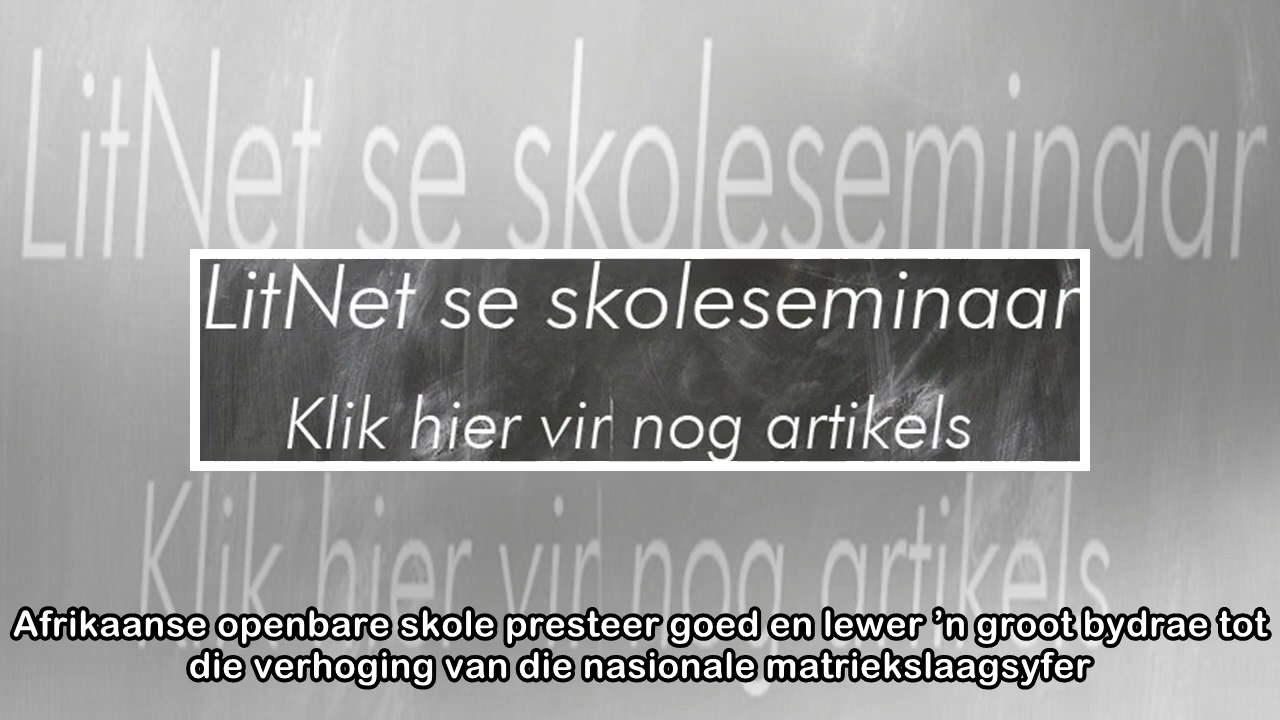 LitNet se skoleseminaar
LitNet se skoleseminaar
Klik hier vir nog artikels
Klik hier vir nog artikels
Afrikaanse openbare skole presteer goed en lewer ’n groot bydrae tot
die verhoging van die nasionale matriekslaagsyfer